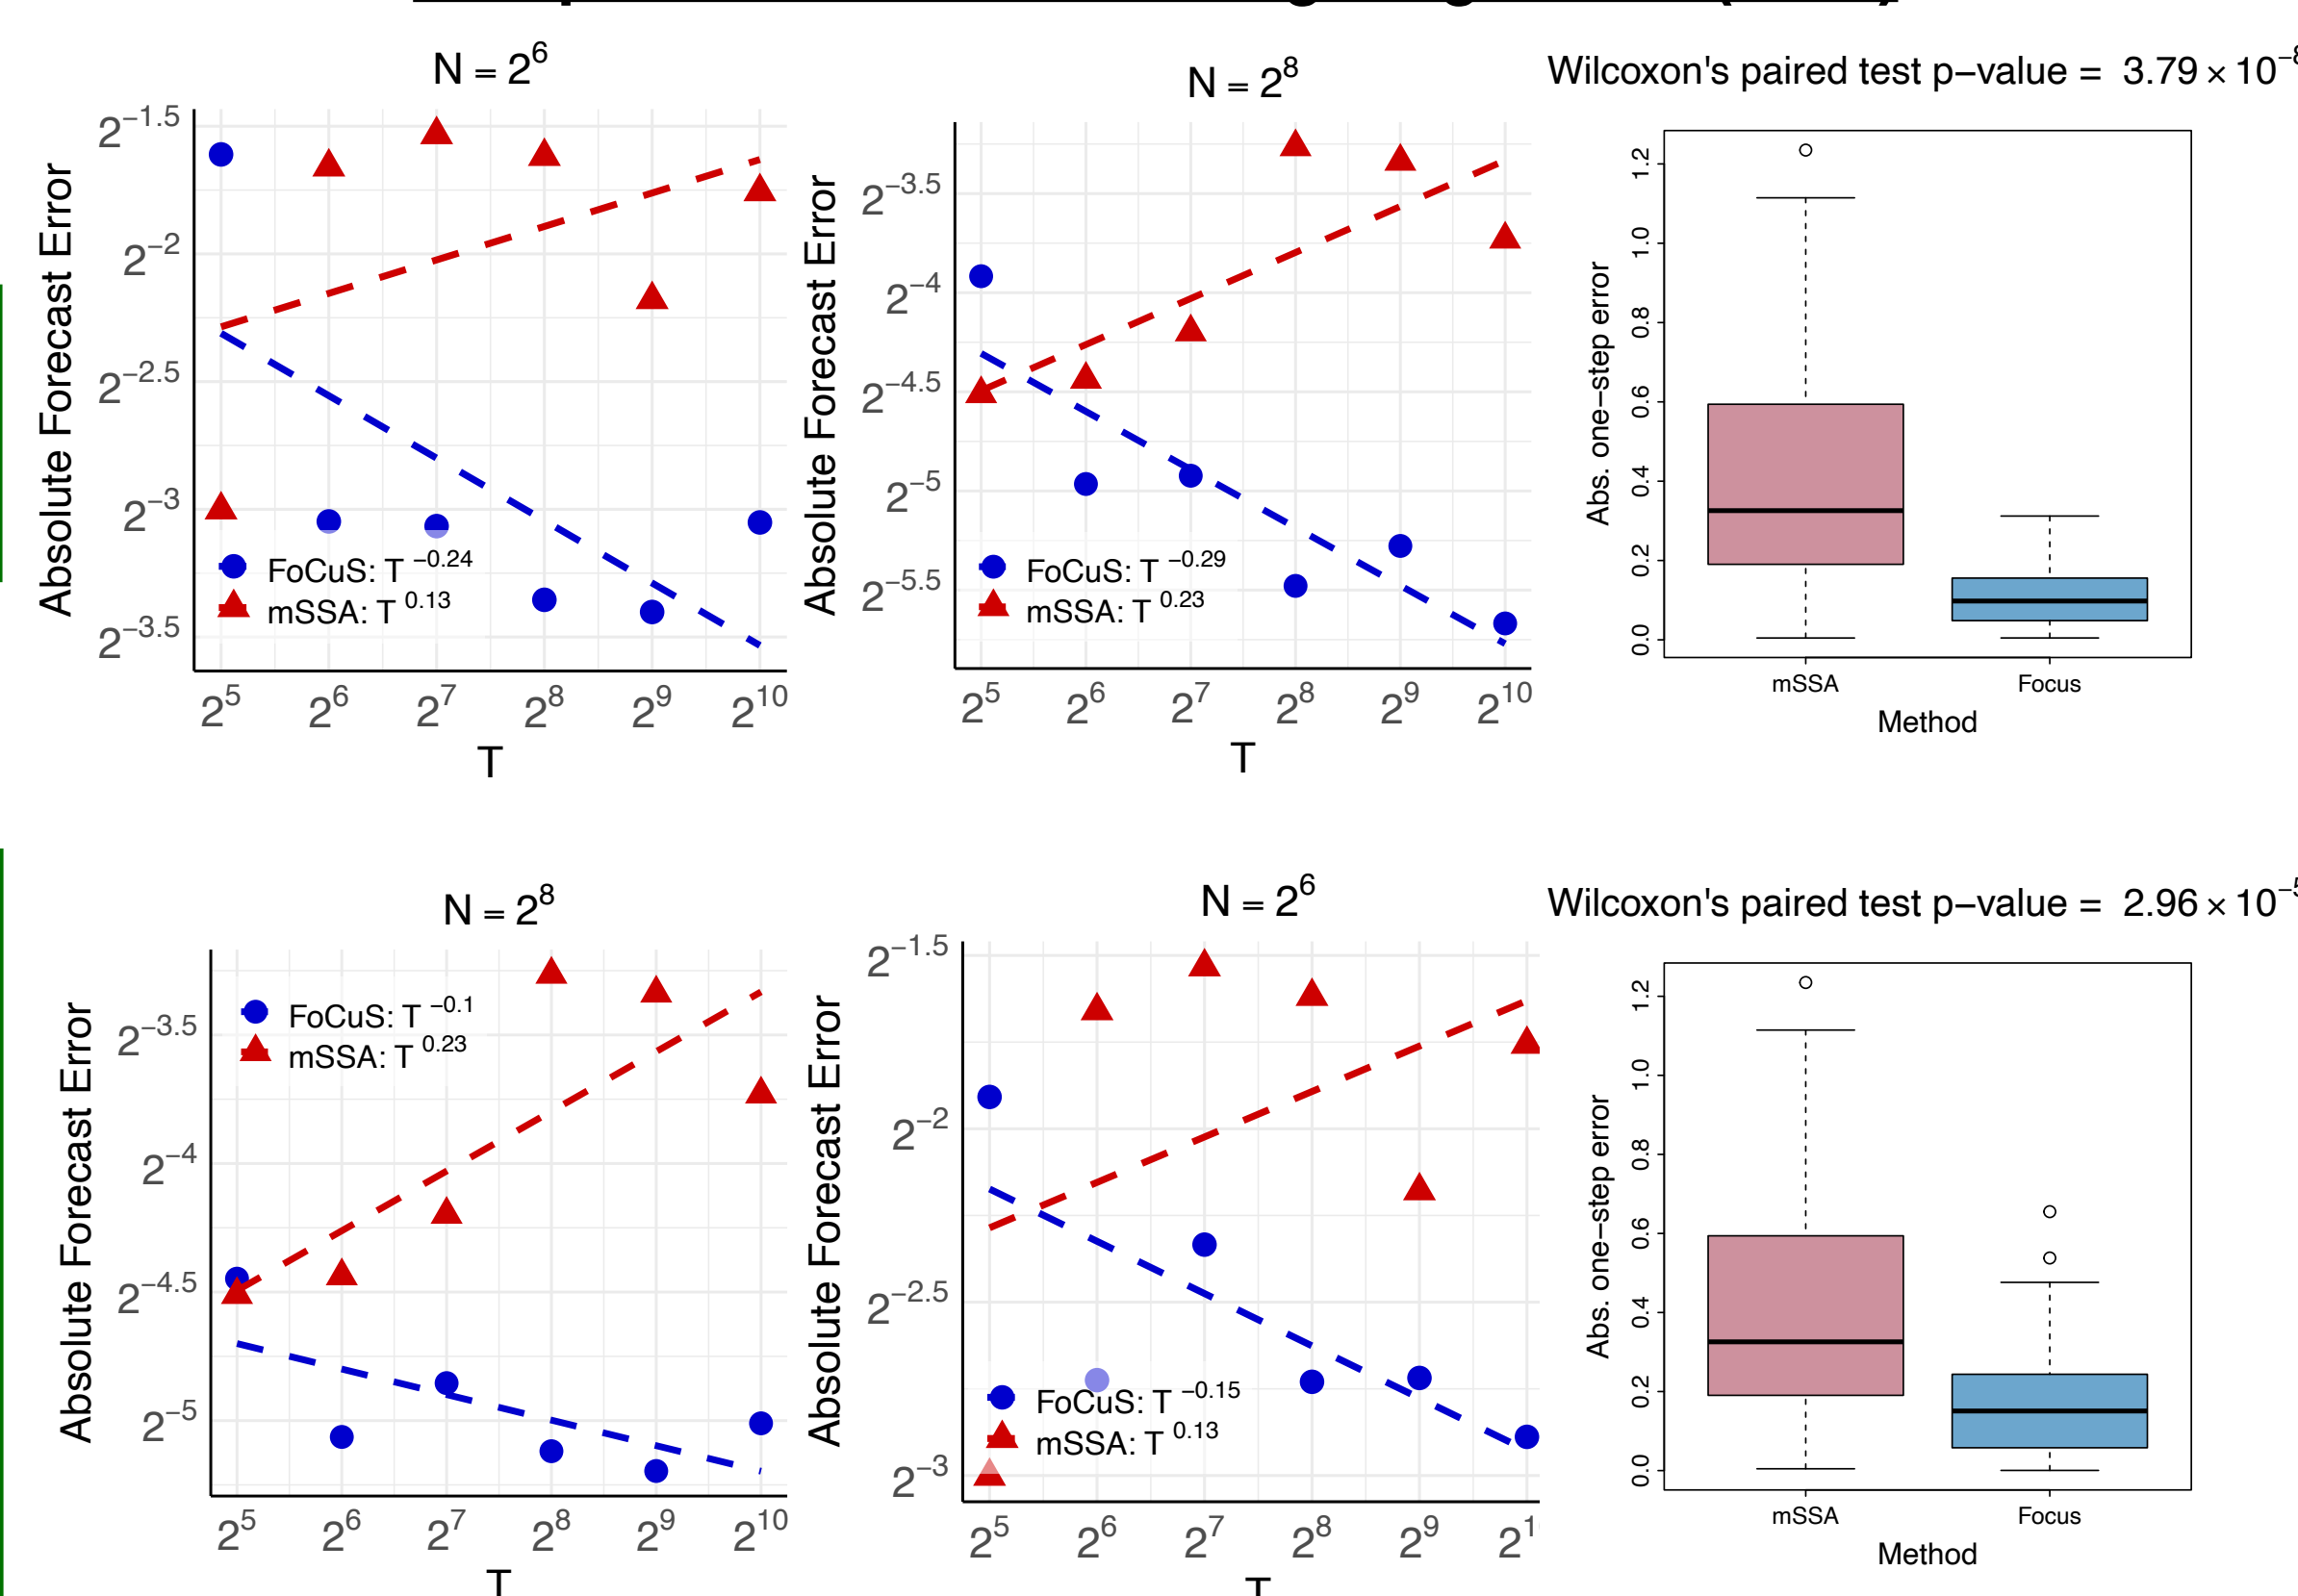 N = 2^6
Absolute Forecast Error
2^−1.5
2^−2
2^−2.5
2^−3
2^−3.5
FoCuS: T^−0.24
mSSA: T^0.13
2^5 2^6 2^7 2^8 2^9 2^10
T
N = 2^8
Absolute Forecast Error
2^−3.5
2^−4
2^−4.5
2^−5
2^−5.5
FoCuS: T^−0.29
mSSA: T^0.23
2^5 2^6 2^7 2^8 2^9 2^10
T
Wilcoxon's paired test p−value = 3.79 × 10^−8
Abs. one−step error
1.2
1.0
0.8
0.6
0.4
0.2
0.0
mSSA Focus
Method
N = 2^8
Absolute Forecast Error
FoCuS: T^−0.1
mSSA: T^0.23
2^−3.5
2^−4
2^−4.5
2^−5
2^5 2^6 2^7 2^8 2^9 2^10
T
N = 2^6
Absolute Forecast Error
2^−1.5
2^−2
2^−2.5
2^−3
FoCuS: T^−0.15
mSSA: T^0.13
2^5 2^6 2^7 2^8 2^9 2^1
T
Wilcoxon's paired test p−value = 2.96 × 10^−5
Abs. one−step error
1.2
1.0
0.8
0.6
0.4
0.2
0.0
mSSA Focus
Method